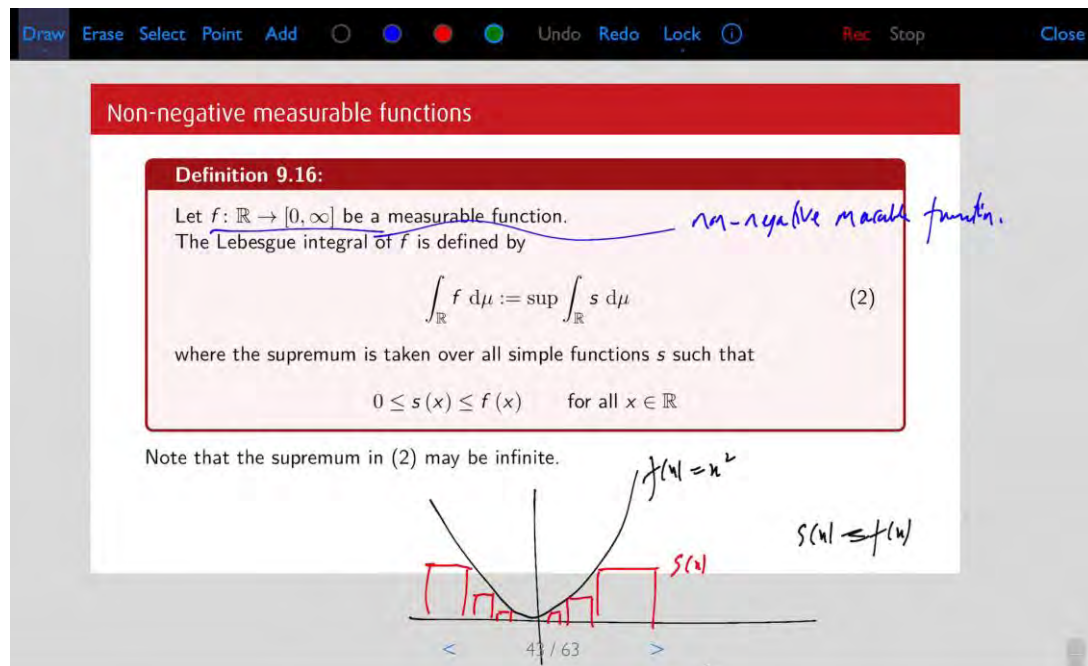 Draw Erase Select Point Add Undo Redo Lock Rec Stop Close
Non-negative measurable functions
Definition 9.16:
Let f: ℝ → [0, ∞] be a measurable function.
non-negative
The Lebesgue integral of f is defined by
∫_ℝ f dμ := sup ∫_ℝ s dμ (2)
where the supremum is taken over all simple functions s such that
0 ≤ s(x) ≤ f(x) for all x ∈ ℝ
Note that the supremum in (2) may be infinite.
f(x) = x²
s(x) ≤ f(x)
s(x)
< 43 / 63 >